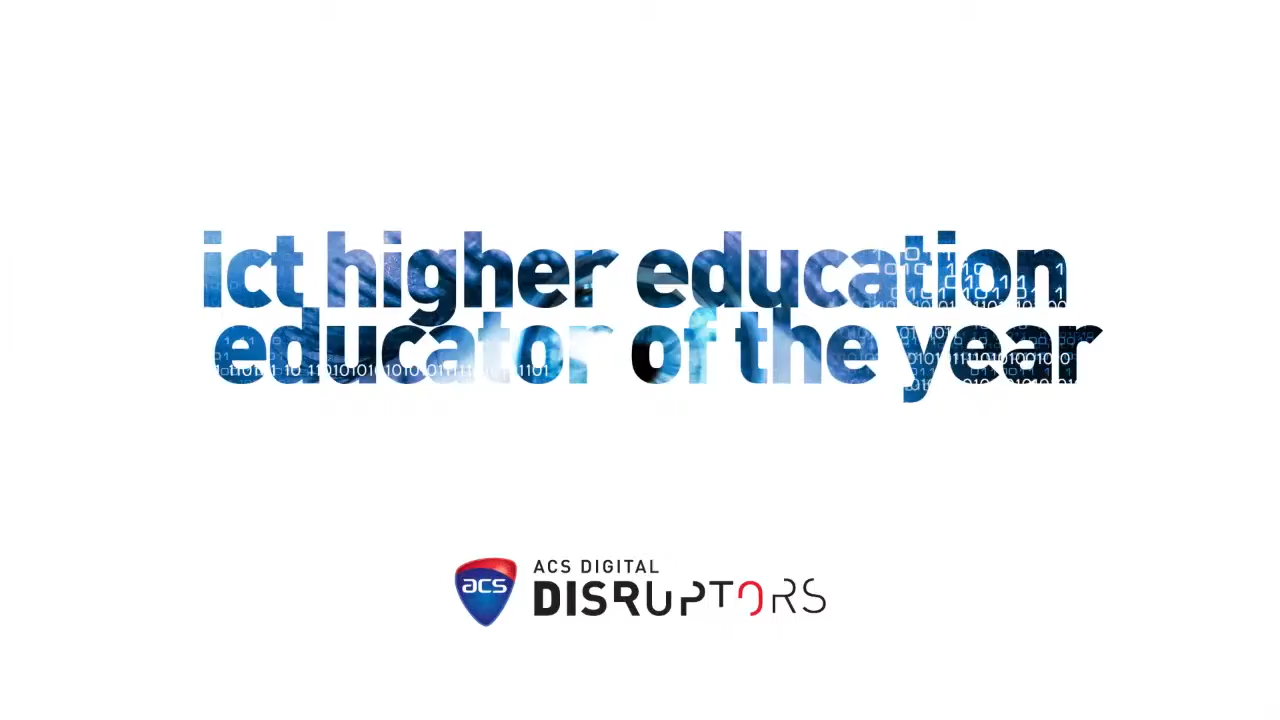 ict higher education
educator of the year
acs
ACS DIGITAL
DISRUPTORS